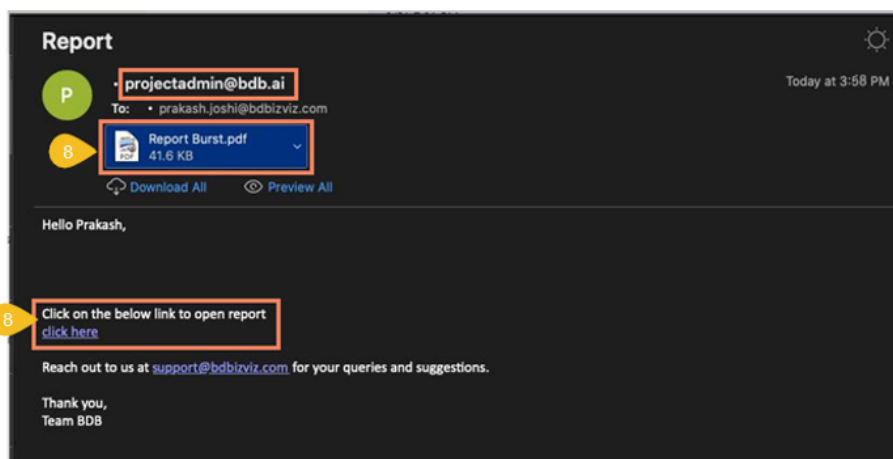 Report
P
• projectadmin@bdb.ai
Today at 3:58 PM
To: • prakash.joshi@bdbizviz.com
8
PDF
Report Burst.pdf
41.6 KB
Download All Preview All
Hello Prakash,
8
Click on the below link to open report
click here
Reach out to us at support@bdbizviz.com for your queries and suggestions.
Thank you,
Team BDB